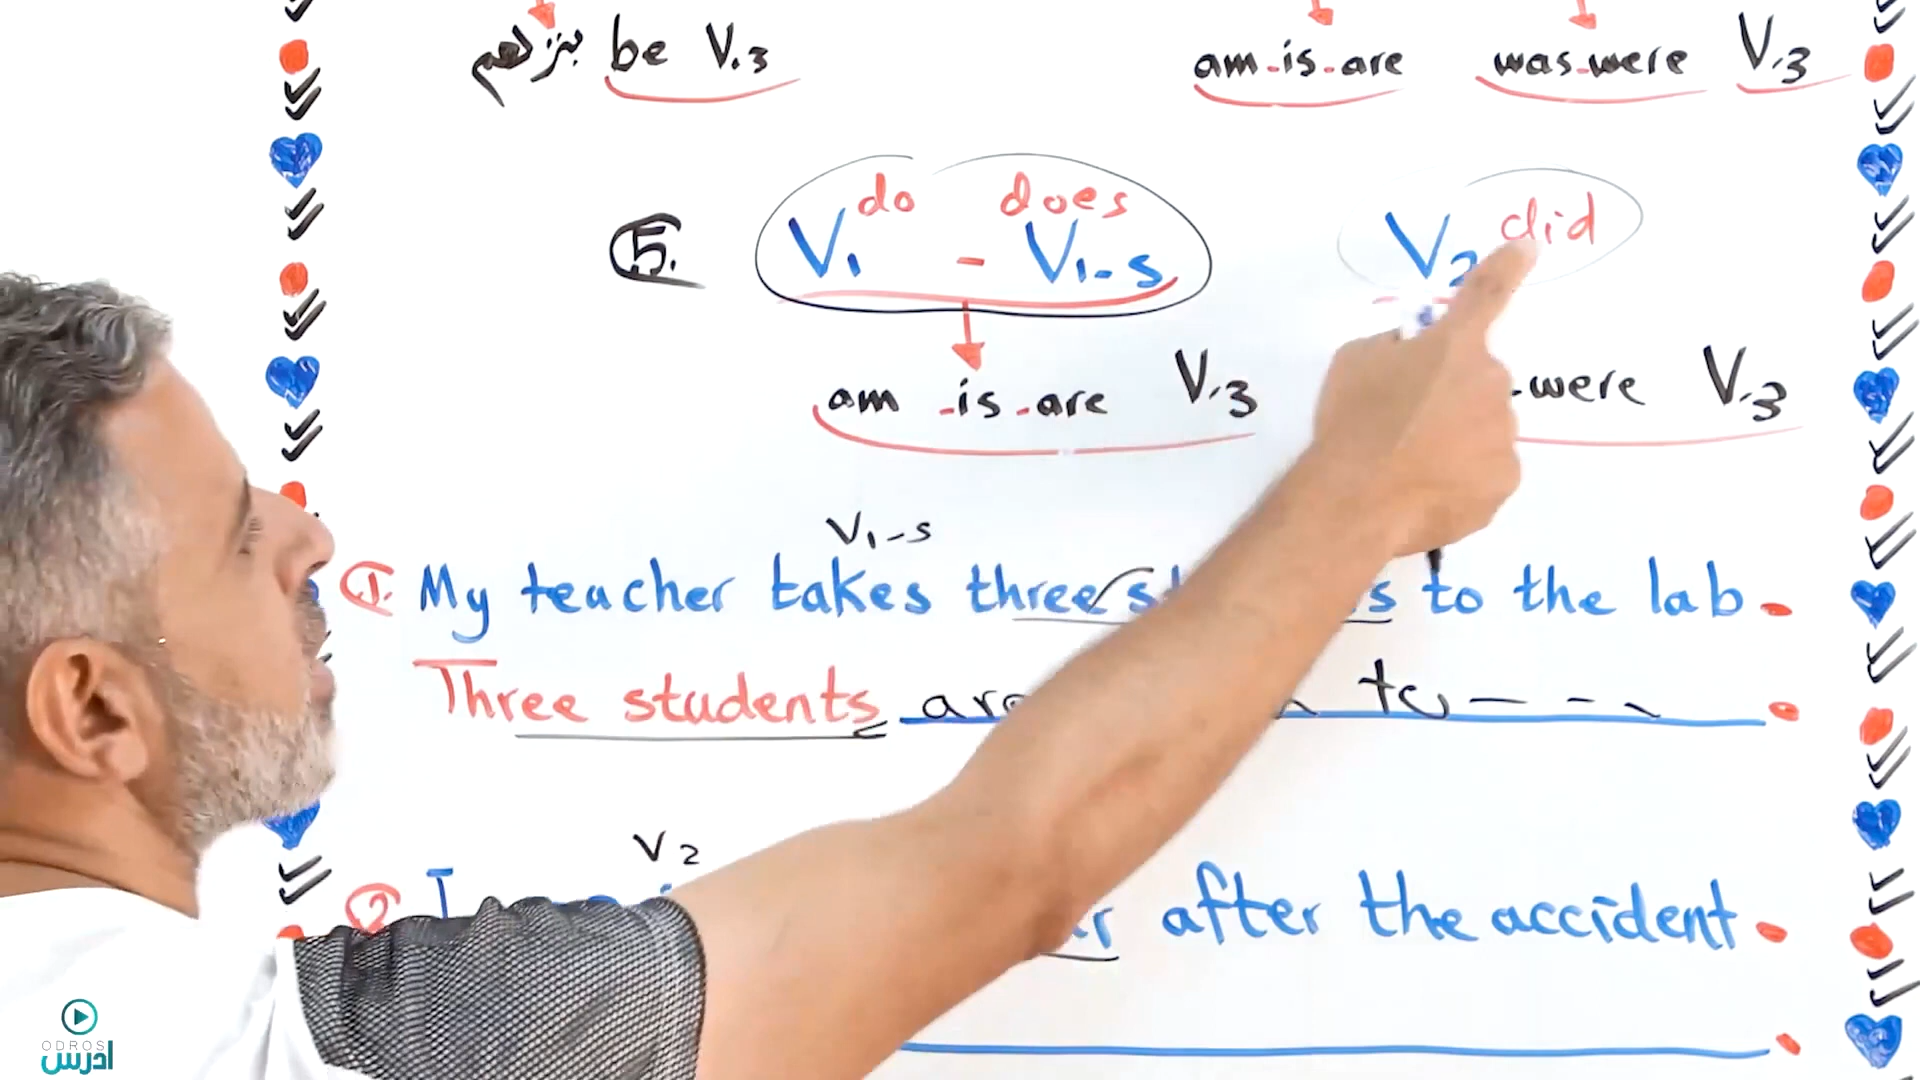 بنزلهم be V.3
am-is-are was-were V.3
do does did
5. V1 - V1-s V2
am-is-are V.3 -were V.3
V1-s
1. My teacher takes three to the lab.
Three students are to - - - .
V2
2. I after the accident.
ODROS
ادرس